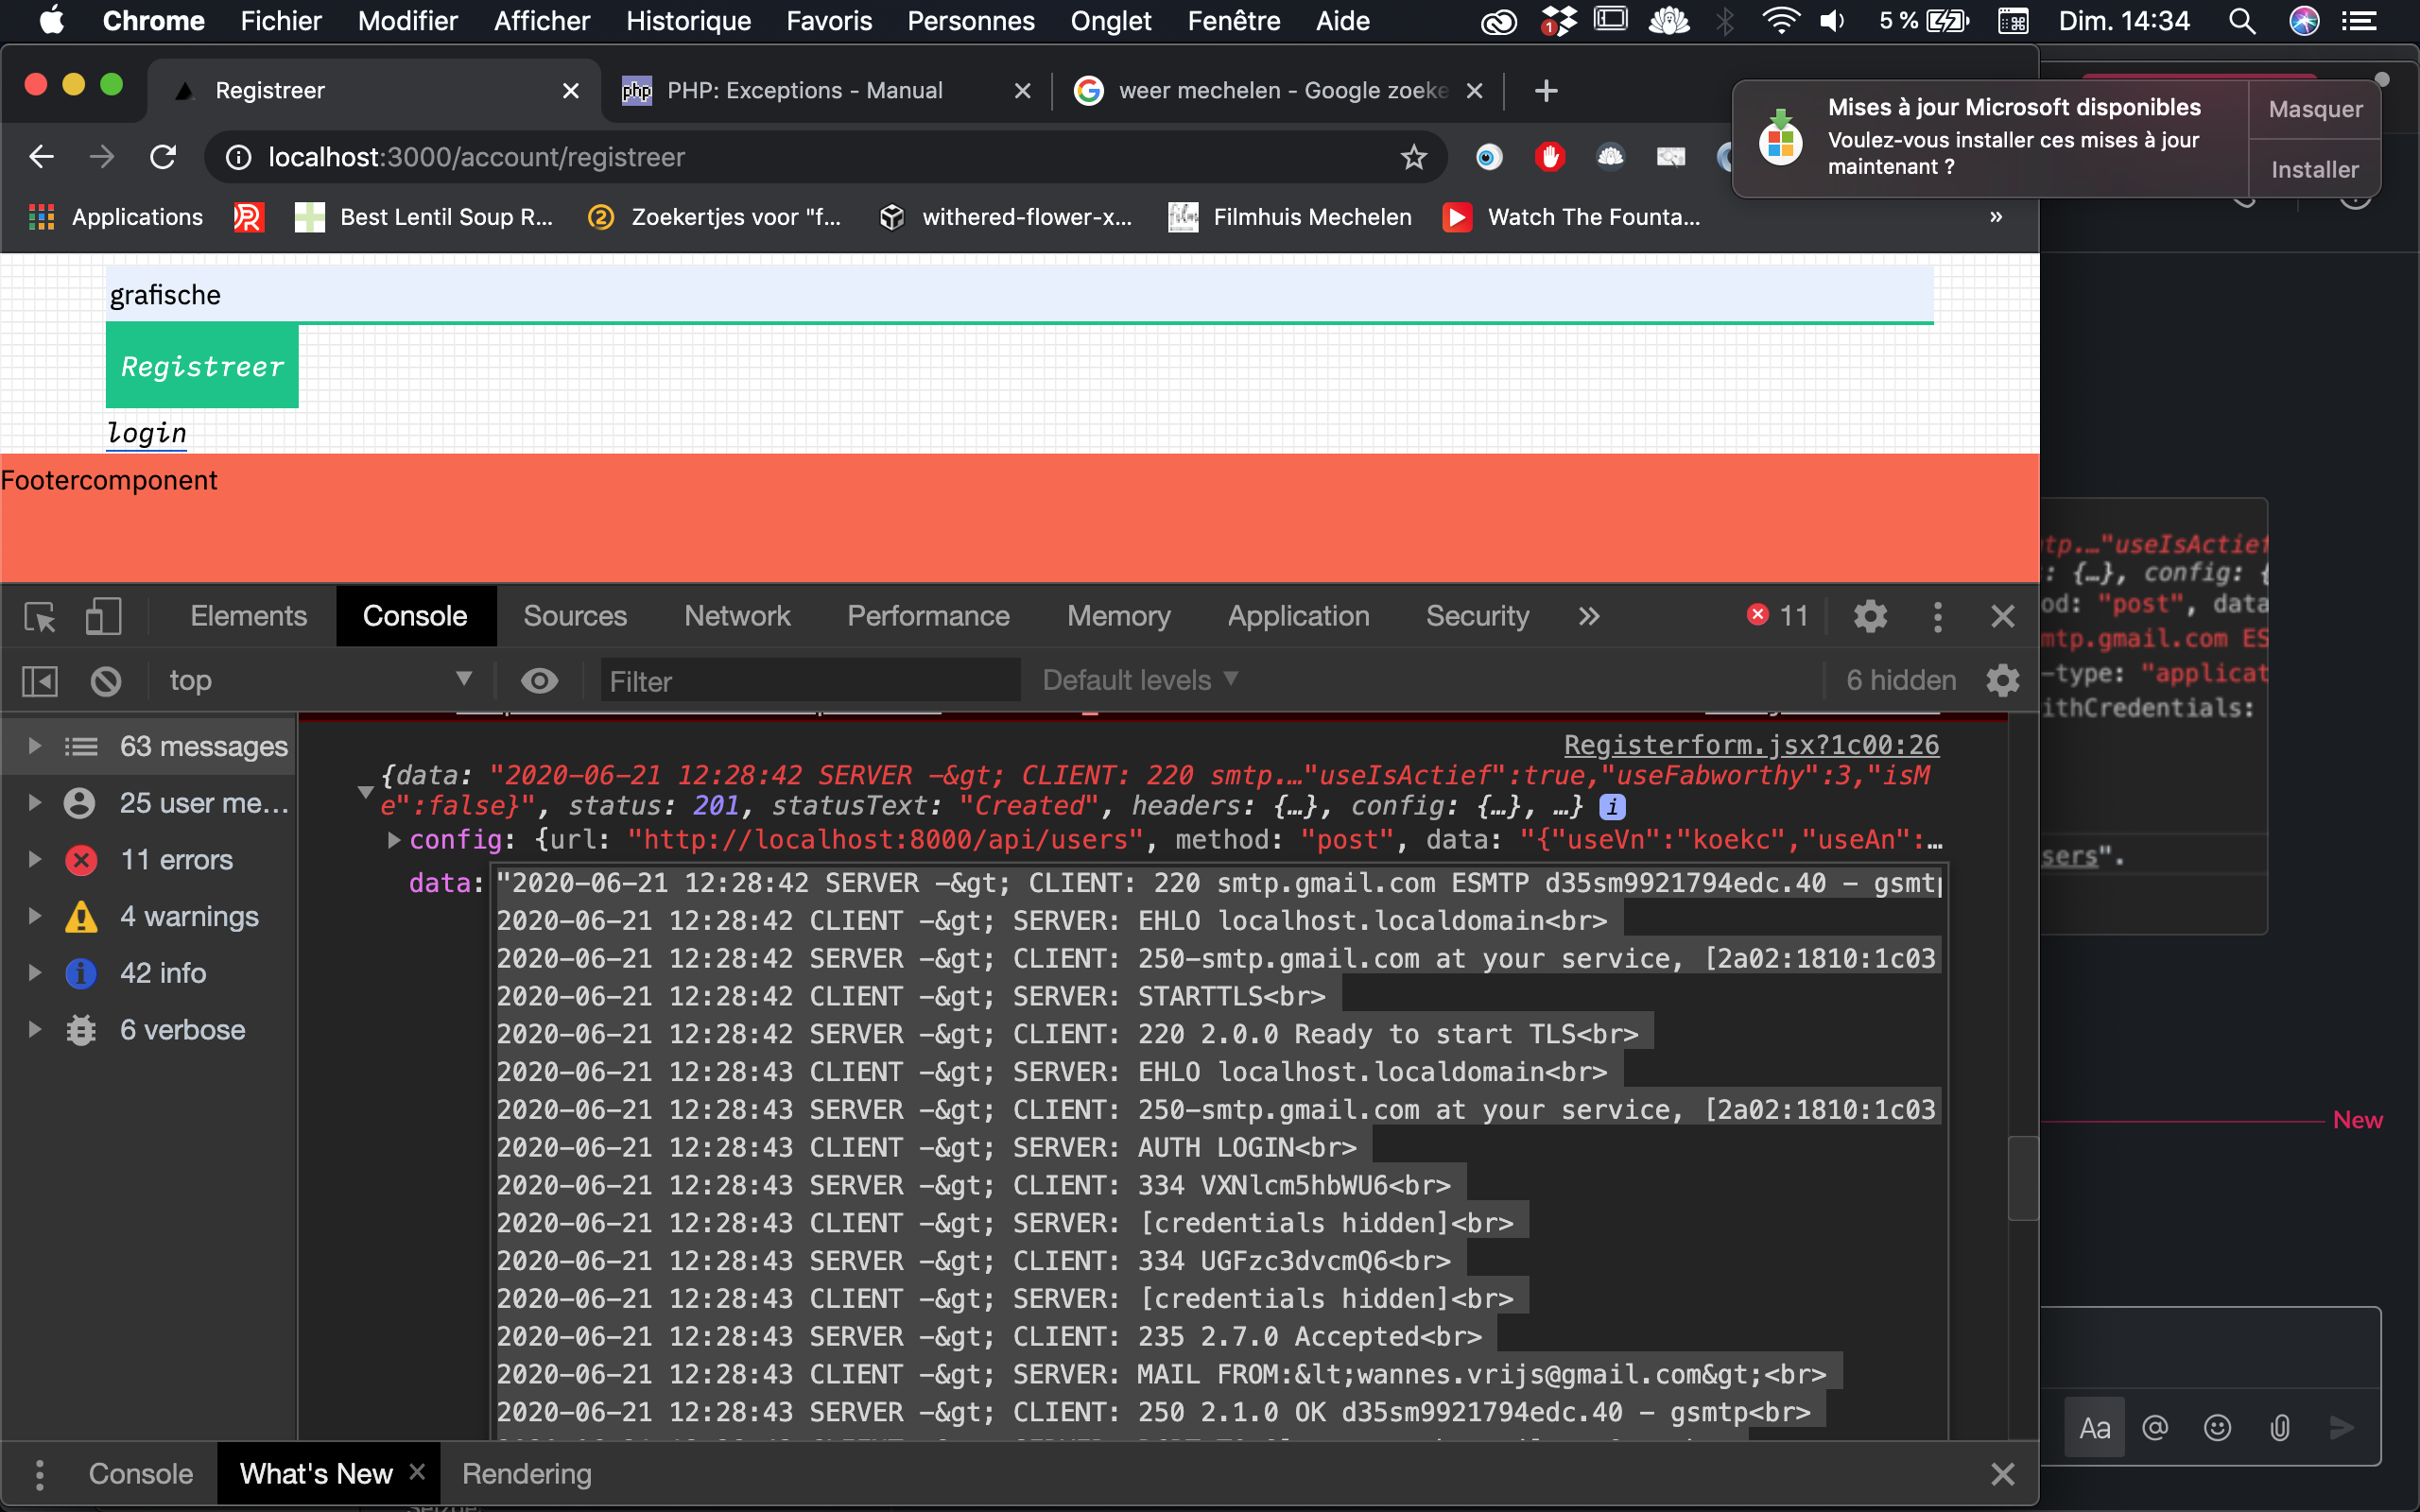 Chrome Fichier Modifier Afficher Historique Favoris Personnes Onglet Fenêtre Aide 1 5 % Dim. 14:34
Registreer PHP: Exceptions - Manual weer mechelen - Google zoeke
Mises à jour Microsoft disponibles
Voulez-vous installer ces mises à jour
maintenant ?
Masquer
Installer
localhost:3000/account/registreer
Applications Best Lentil Soup R... Zoekertjes voor "f... withered-flower-x... Filmhuis Mechelen Watch The Founta... »
grafische
Registreer
login
Footercomponent
Elements Console Sources Network Performance Memory Application Security » 11
top Filter Default levels 6 hidden
63 messages
25 user me...
11 errors
4 warnings
42 info
6 verbose
Registerform.jsx?1c00:26
{data: "2020-06-21 12:28:42 SERVER -&gt; CLIENT: 220 smtp.…"useIsActief":true,"useFabworthy":3,"isM
e":false}", status: 201, statusText: "Created", headers: {…}, config: {…}, …} i
config: {url: "http://localhost:8000/api/users", method: "post", data: "{"useVn":"koekc","useAn":…
data: "2020-06-21 12:28:42 SERVER -&gt; CLIENT: 220 smtp.gmail.com ESMTP d35sm9921794edc.40 - gsmtp
2020-06-21 12:28:42 CLIENT -&gt; SERVER: EHLO localhost.localdomain<br>
2020-06-21 12:28:42 SERVER -&gt; CLIENT: 250-smtp.gmail.com at your service, [2a02:1810:1c03
2020-06-21 12:28:42 CLIENT -&gt; SERVER: STARTTLS<br>
2020-06-21 12:28:42 SERVER -&gt; CLIENT: 220 2.0.0 Ready to start TLS<br>
2020-06-21 12:28:43 CLIENT -&gt; SERVER: EHLO localhost.localdomain<br>
2020-06-21 12:28:43 SERVER -&gt; CLIENT: 250-smtp.gmail.com at your service, [2a02:1810:1c03
2020-06-21 12:28:43 CLIENT -&gt; SERVER: AUTH LOGIN<br>
2020-06-21 12:28:43 SERVER -&gt; CLIENT: 334 VXNlcm5hbWU6<br>
2020-06-21 12:28:43 CLIENT -&gt; SERVER: [credentials hidden]<br>
2020-06-21 12:28:43 SERVER -&gt; CLIENT: 334 UGFzc3dvcmQ6<br>
2020-06-21 12:28:43 CLIENT -&gt; SERVER: [credentials hidden]<br>
2020-06-21 12:28:43 SERVER -&gt; CLIENT: 235 2.7.0 Accepted<br>
2020-06-21 12:28:43 CLIENT -&gt; SERVER: MAIL FROM:&lt;wannes.vrijs@gmail.com&gt;<br>
2020-06-21 12:28:43 SERVER -&gt; CLIENT: 250 2.1.0 OK d35sm9921794edc.40 - gsmtp<br>
Console What's New Rendering
tp.…"useIsActief
: {…}, config: {
od: "post", data
mtp.gmail.com ES
-type: "applicat
ithCredentials:
sers".
New
Aa @